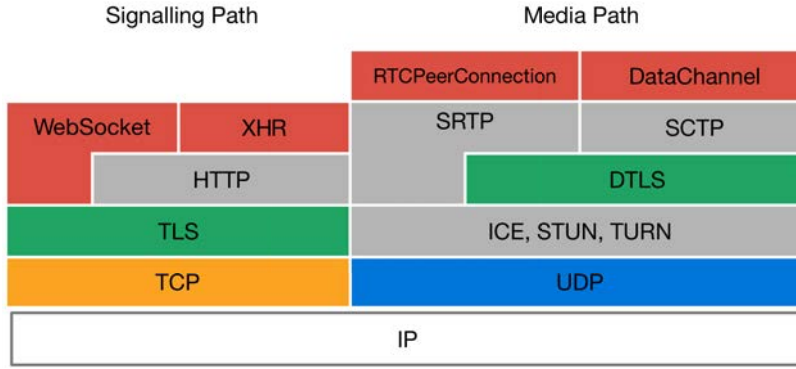 Signalling Path
Media Path
RTCPeerConnection
DataChannel
WebSocket
XHR
SRTP
SCTP
HTTP
DTLS
TLS
ICE, STUN, TURN
TCP
UDP
IP